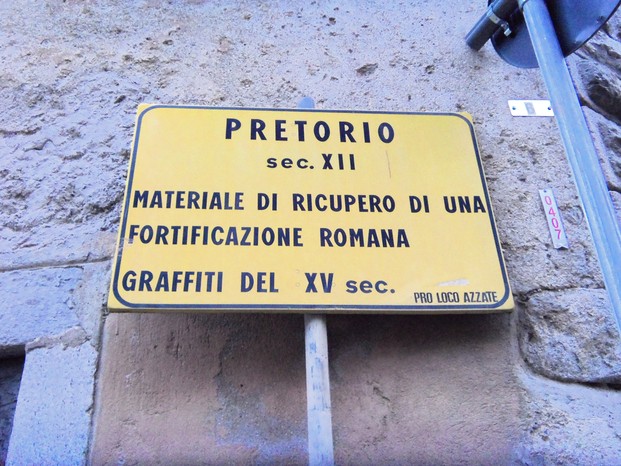 PRETORIO
sec. XII
MATERIALE DI RICUPERO DI UNA
FORTIFICAZIONE ROMANA
GRAFFITI DEL XV sec.
PRO LOCO AZZATE
0407